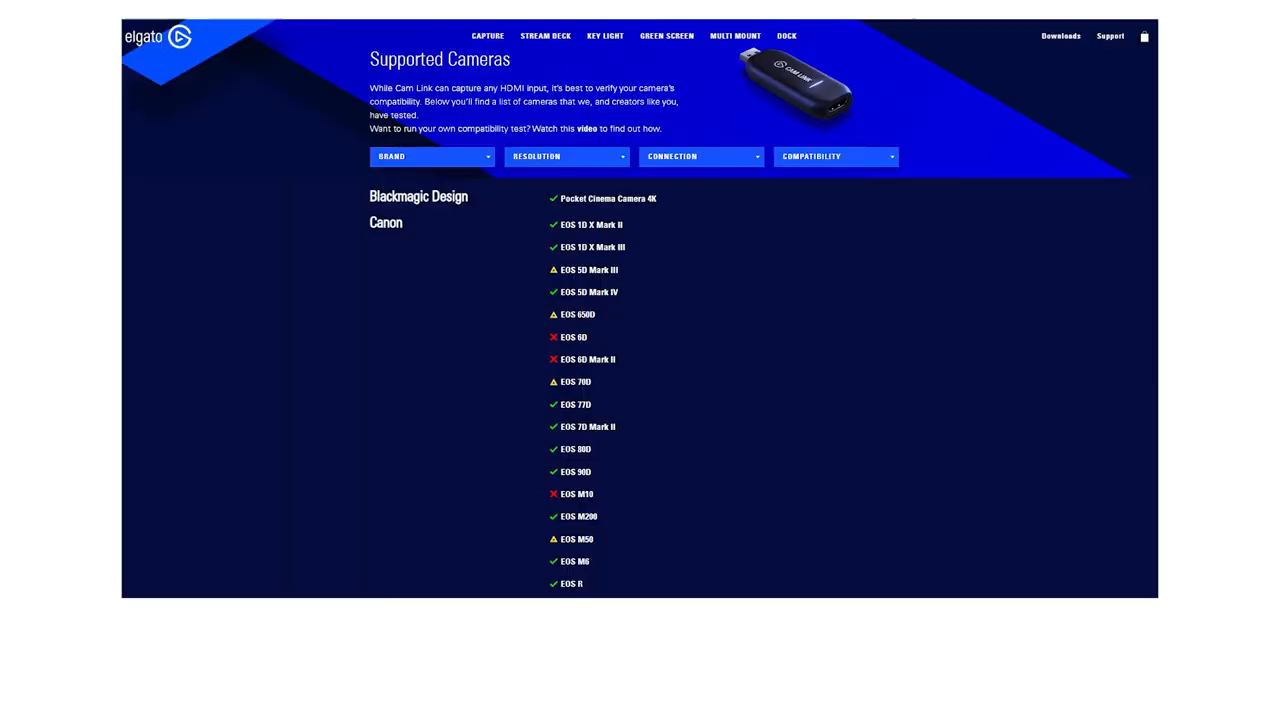 elgato
CAPTURE STREAM DECK KEY LIGHT GREEN SCREEN MULTI MOUNT DOCK
Downloads Support
Supported Cameras
CAM LINK
While Cam Link can capture any HDMI input, it's best to verify your camera's
compatibility. Below you'll find a list of cameras that we, and creators like you,
have tested.
Want to run your own compatibility test? Watch this video to find out how.
BRAND RESOLUTION CONNECTION COMPATIBILITY
Blackmagic Design
Pocket Cinema Camera 4K
Canon
EOS 1D X Mark II
EOS 1D X Mark III
EOS 5D Mark III
EOS 5D Mark IV
EOS 650D
EOS 6D
EOS 6D Mark II
EOS 70D
EOS 77D
EOS 7D Mark II
EOS 80D
EOS 90D
EOS M10
EOS M200
EOS M50
EOS M6
EOS R